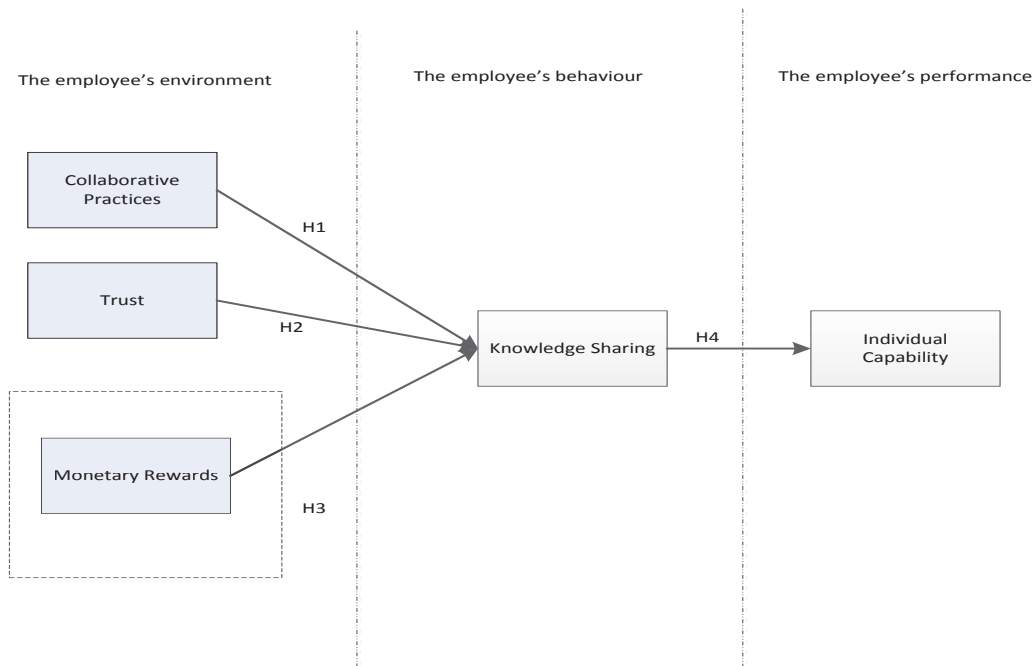 The employee’s environment
The employee’s behaviour
The employee’s performance
Collaborative
Practices
H1
Trust
H2
Knowledge Sharing
H4
Individual
Capability
Monetary Rewards
H3